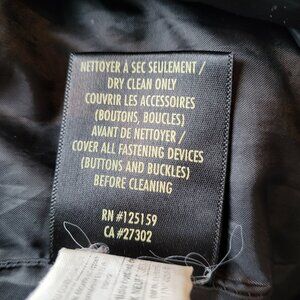 NETTOYER À SEC SEULEMENT /
DRY CLEAN ONLY
COUVRIR LES ACCESSOIRES
(BOUTONS, BOUCLES)
AVANT DE NETTOYER /
COVER ALL FASTENING DEVICES
(BUTTONS AND BUCKLES)
BEFORE CLEANING
RN #125159
CA #27302